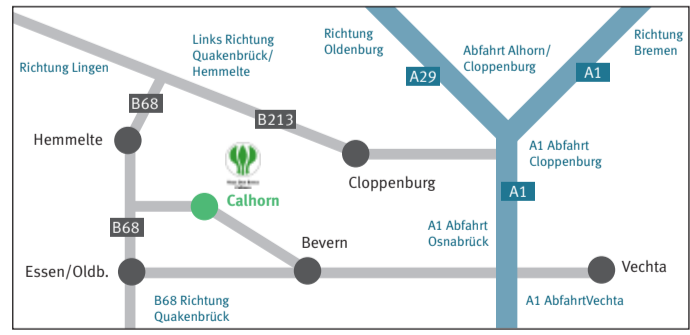 Richtung
Oldenburg
Links Richtung
Quakenbrück/
Hemmelte
Richtung
Bremen
Abfahrt Alhorn/
Cloppenburg
Richtung Lingen
A29
A1
B68
B213
Hemmelte
A1 Abfahrt
Cloppenburg
Cloppenburg
A1
Calhorn
B68
A1 Abfahrt
Osnabrück
Bevern
Essen/Oldb.
Vechta
B68 Richtung
Quakenbrück
A1 AbfahrtVechta